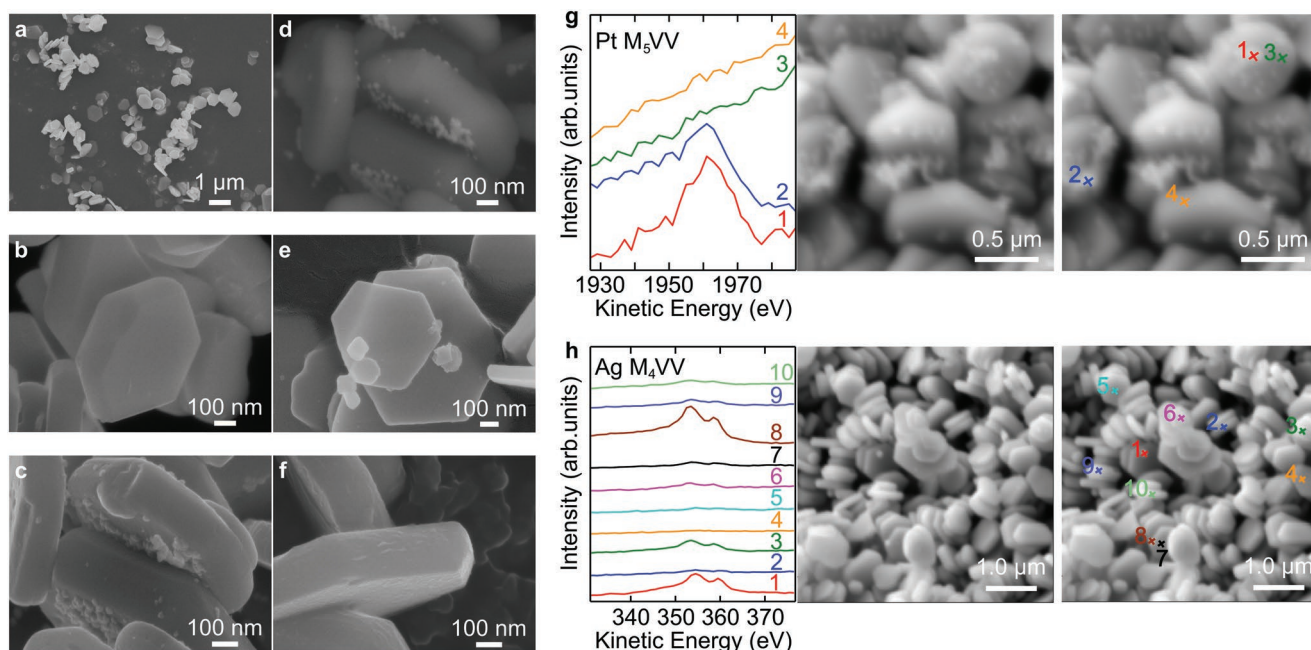 a
1 µm
d
100 nm
b
100 nm
e
100 nm
c
100 nm
f
100 nm
g
Pt M₅VV
4
3
2
1
Intensity (arb.units)
1930 1950 1970
Kinetic Energy (eV)
0.5 µm
1× 3×
2×
4×
0.5 µm
h
Ag M₄VV
10
9
8
7
6
5
4
3
2
1
Intensity (arb.units)
340 350 360 370
Kinetic Energy (eV)
1.0 µm
5×
6×
2×
3×
1×
9×
4×
10×
8×
7
1.0 µm